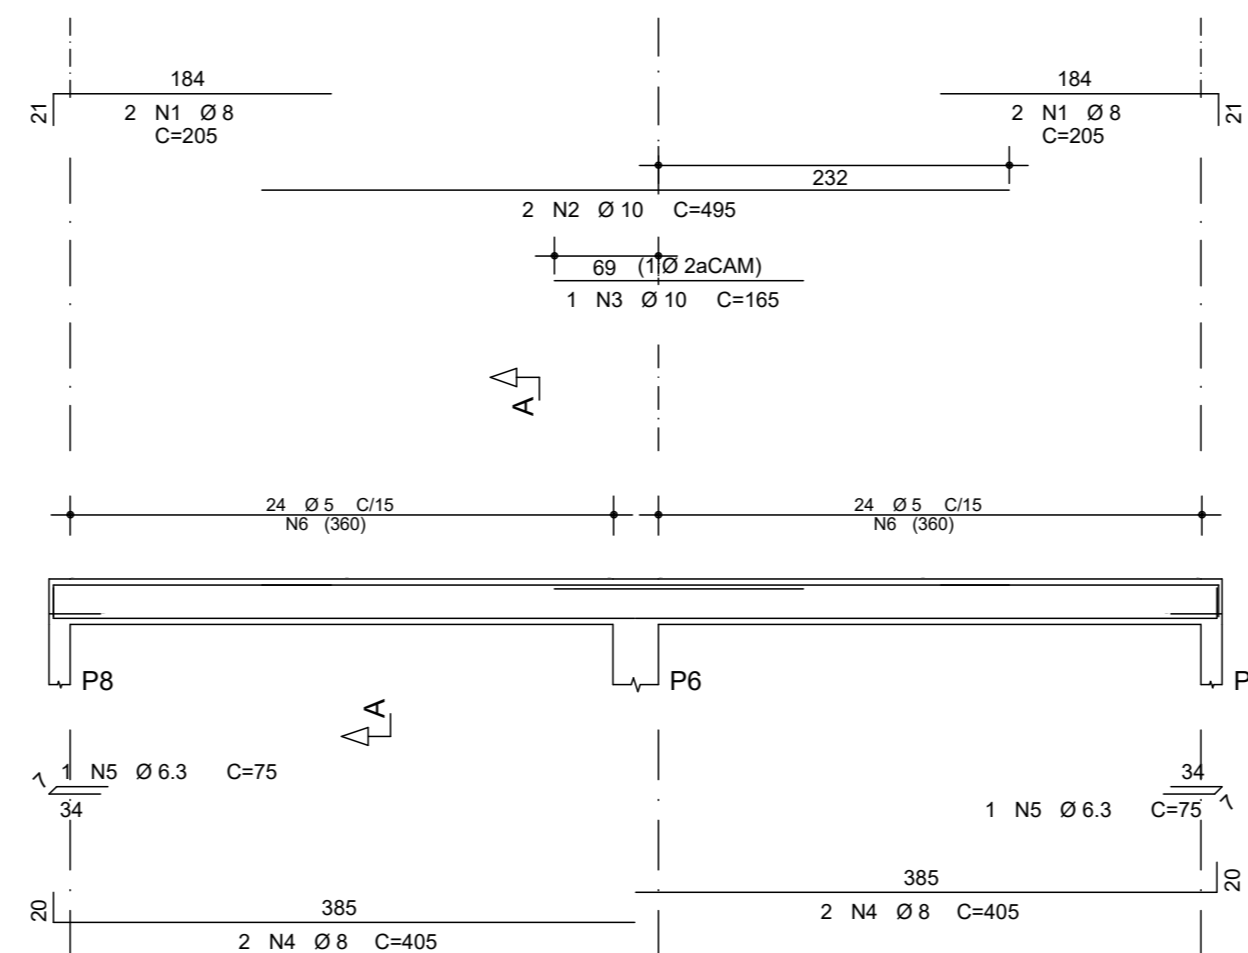 184
184
21
2 N1 Ø 8
2 N1 Ø 8
21
C=205
C=205
232
2 N2 Ø 10 C=495
69 (1 Ø 2aCAM)
1 N3 Ø 10 C=165
A
24 Ø 5 C/15
24 Ø 5 C/15
N6 (360)
N6 (360)
P8
P6
P
A
7
1 N5 Ø 6.3 C=75
34
34
1 N5 Ø 6.3 C=75
7
385
385
20
20
2 N4 Ø 8 C=405
2 N4 Ø 8 C=405